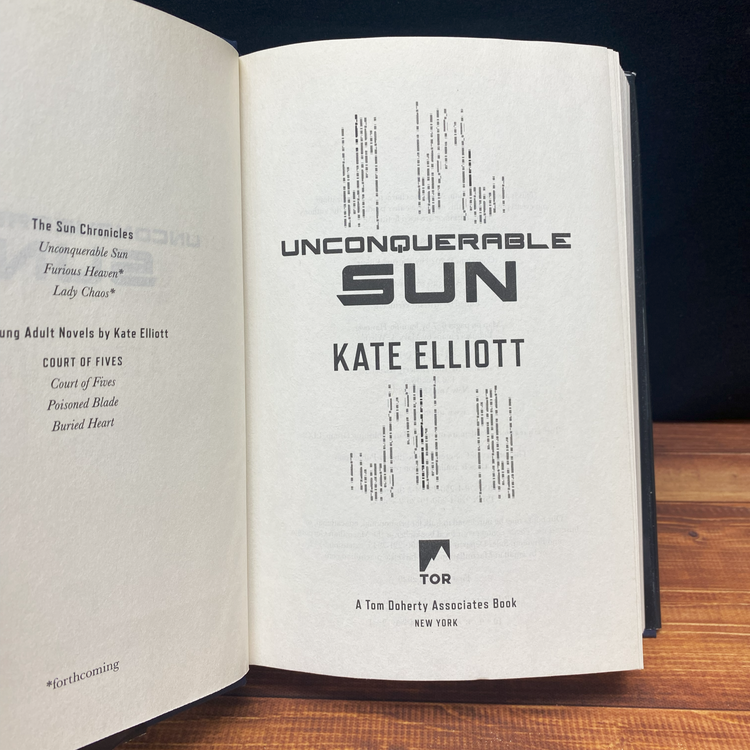 The Sun Chronicles
Unconquerable Sun
Furious Heaven*
Lady Chaos*
ung Adult Novels by Kate Elliott
COURT OF FIVES
Court of Fives
Poisoned Blade
Buried Heart
*forthcoming
UNCONQUERABLE
SUN
KATE ELLIOTT
TOR
A Tom Doherty Associates Book
NEW YORK